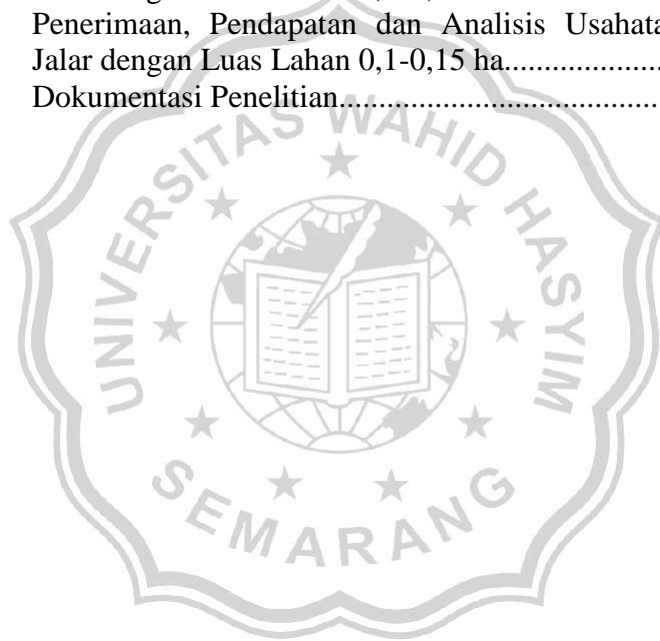 Penerimaan, Pendapatan dan Analisis Usahata
Jalar dengan Luas Lahan 0,1-0,15 ha....................
Dokumentasi Penelitian......................................
UNIVERSITAS WAHID HASYIM
SEMARANG